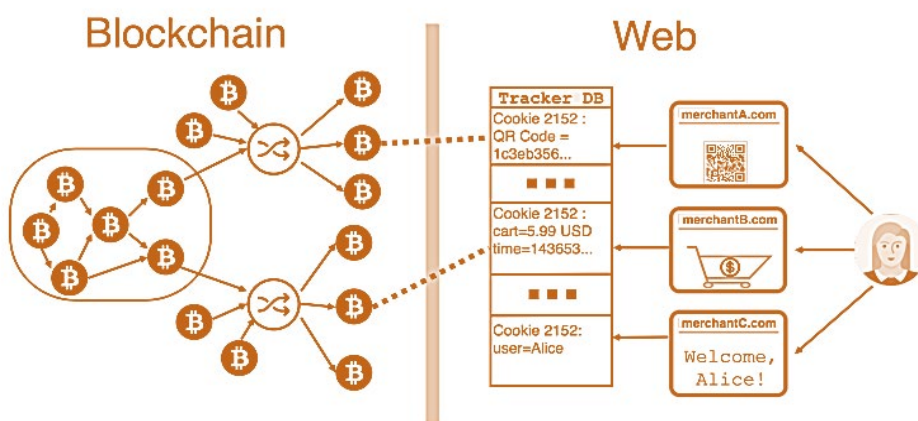 Blockchain
Web
Tracker DB
Cookie 2152 :
QR Code =
1c3eb356...
Cookie 2152 :
cart=5.99 USD
time=143653...
Cookie 2152:
user=Alice
merchantA.com
merchantB.com
merchantC.com
Welcome,
Alice!